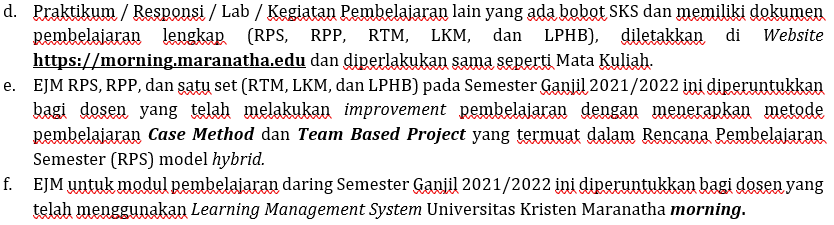 d. Praktikum / Responsi / Lab / Kegiatan Pembelajaran lain yang ada bobot SKS dan memiliki dokumen
pembelajaran lengkap (RPS, RPP, RTM, LKM, dan LPHB), diletakkan di Website
https://morning.maranatha.edu dan diperlakukan sama seperti Mata Kuliah.
e. EJM RPS, RPP, dan satu set (RTM, LKM, dan LPHB) pada Semester Ganjil 2021/2022 ini diperuntukkan
bagi dosen yang telah melakukan improvement pembelajaran dengan menerapkan metode
pembelajaran Case Method dan Team Based Project yang termuat dalam Rencana Pembelajaran
Semester (RPS) model hybrid.
f. EJM untuk modul pembelajaran daring Semester Ganjil 2021/2022 ini diperuntukkan bagi dosen yang
telah menggunakan Learning Management System Universitas Kristen Maranatha morning.